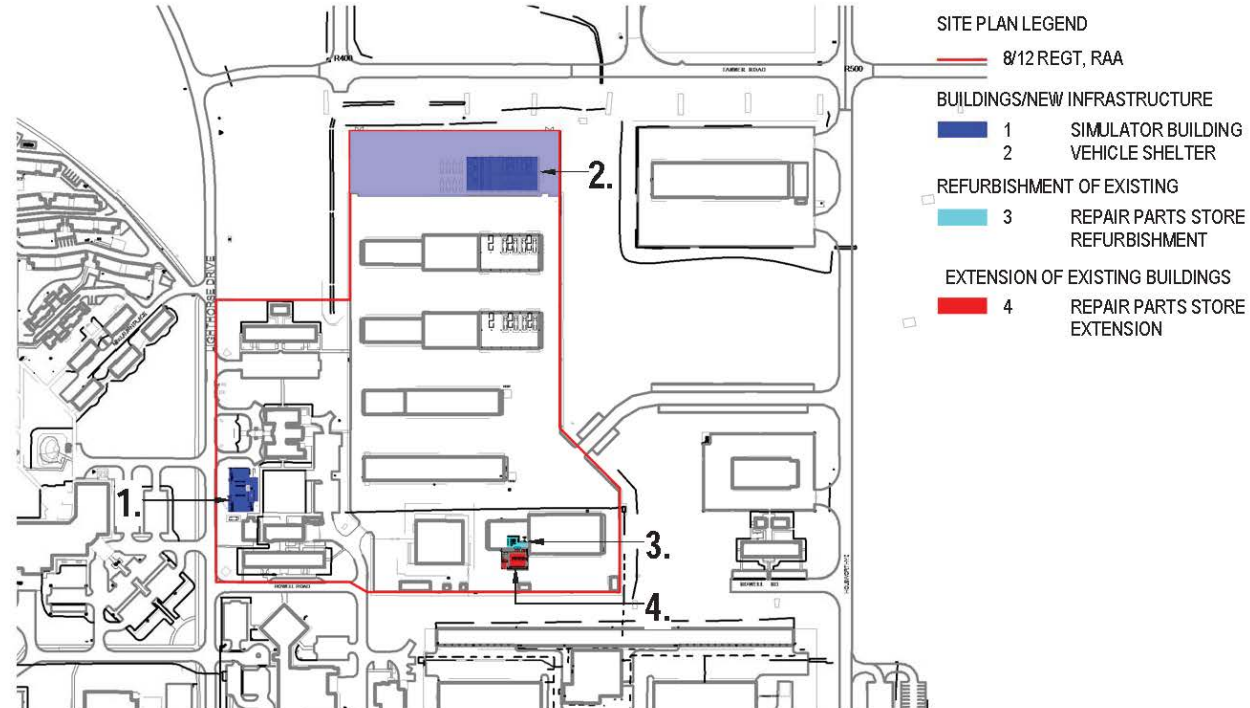 SITE PLAN LEGEND
8/12 REGT, RAA
BUILDINGS/NEW INFRASTRUCTURE
1 SIMULATOR BUILDING
2 VEHICLE SHELTER
REFURBISHMENT OF EXISTING
3 REPAIR PARTS STORE
REFURBISHMENT
EXTENSION OF EXISTING BUILDINGS
4 REPAIR PARTS STORE
EXTENSION
R400
R500
2.
LIGHTHORSE DRIVE
1.
3.
4.